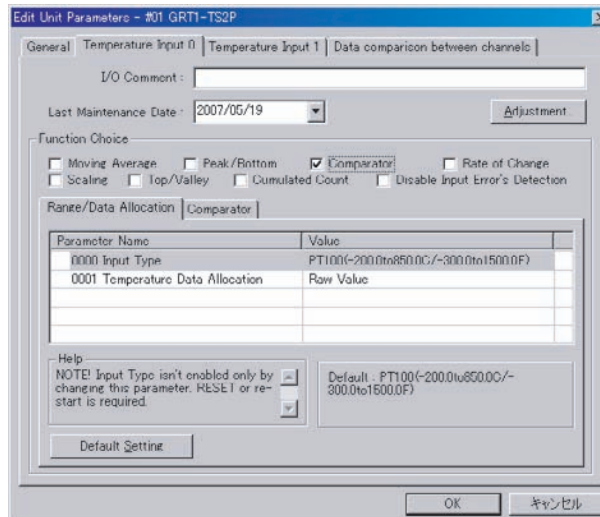 Edit Unit Parameters - #01 GRT1-TS2P
General Temperature Input 0 Temperature Input 1 Data comparison between channels
I/O Comment :
Last Maintenance Date : 2007/05/19 Adjustment
Function Choice
Moving Average Peak/Bottom Comparator Rate of Change
Scaling Top/Valley Cumulated Count Disable Input Error's Detection
Range/Data Allocation Comparator
Parameter Name Value
0000 Input Type PT100(-200.0to850.0C/-300.0to1500.0F)
0001 Temperature Data Allocation Raw Value
Help
NOTE! Input Type isn't enabled only by
changing this parameter. RESET or re-
start is required.
Default : PT100(-200.0to850.0C/-
300.0to1500.0F)
Default Setting
OK キャンセル